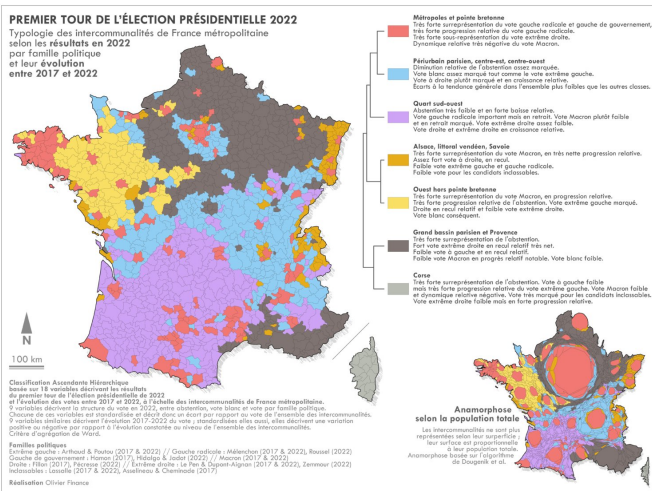 PREMIER TOUR DE L'ÉLECTION PRÉSIDENTIELLE 2022
Typologie des intercommunalités de France métropolitaine
selon les résultats en 2022
par famille politique
et leur évolution
entre 2017 et 2022
Métropoles et pointe bretonne
Très forte surreprésentation du vote gauche radicale et gauche de gouvernement,
très forte progression relative du vote gauche radicale.
Très forte sous-représentation du vote extrême droite.
Dynamique relative très négative du vote Macron.
Périurbain parisien, centre-est, centre-ouest
Diminution relative de l'abstention assez marquée.
Vote blanc assez marqué tout comme le vote extrême gauche.
Vote à droite plutôt marqué et en croissance relative.
Écarts à la tendance générale dans l'ensemble plus faibles que les autres classes.
Quart sud-ouest
Abstention très faible et en forte baisse relative.
Vote gauche radicale important mais en retrait. Vote Macron plutôt faible
et en retrait marqué. Vote extrême droite assez faible.
Vote droite et extrême droite en croissance relative.
Alsace, littoral vendéen, Savoie
Très forte surreprésentation du vote Macron, en très nette progression relative.
Assez fort vote à droite, en recul.
Faible vote extrême gauche et gauche radicale.
Faible vote pour les candidats inclassables.
Ouest hors pointe bretonne
Très forte surreprésentation du vote Macron, en progression relative.
Très forte progression relative de l'abstention. Vote extrême gauche marqué.
Droite en recul relatif et faible vote extrême droite.
Vote blanc conséquent.
Grand bassin parisien et Provence
Très forte surreprésentation de l'abstention.
Fort vote extrême droite en recul relatif très net.
Faible vote à gauche et en recul relatif.
Faible vote Macron en progrès relatif notable. Vote blanc faible.
Corse
Très forte surreprésentation de l'abstention. Vote à gauche faible
mais très forte progression relative du vote extrême gauche. Vote Macron faible
et dynamique relative négative. Vote très marqué pour les candidats inclassables.
Vote extrême droite faible mais en forte progression relative.
N
100 km
Classification Ascendante Hiérarchique
basée sur 18 variables décrivant les résultats
du premier tour de l'élection présidentielle de 2022
et l'évolution des votes entre 2017 et 2022, à l'échelle des intercommunalités de France métropolitaine.
9 variables décrivent la structure du vote en 2022, entre abstention, vote blanc et vote par famille politique.
Chacune de ces variables est standardisée et décrit donc un écart par rapport au vote de l'ensemble des intercommunalités.
9 variables similaires décrivent l'évolution 2017-2022 du vote ; standardisées elles aussi, elles décrivent une variation
positive ou négative par rapport à l'évolution constatée au niveau de l'ensemble des intercommunalités.
Critère d'agrégation de Ward.
Familles politiques
Extrême gauche : Arthaud & Poutou (2017 & 2022) // Gauche radicale : Mélenchon (2017 & 2022), Roussel (2022)
Gauche de gouvernement : Hamon (2017), Hidalgo & Jadot (2022) // Macron (2017 & 2022)
Droite : Fillon (2017), Pécresse (2022) // Extrême droite : Le Pen & Dupont-Aignan (2017 & 2022), Zemmour (2022)
Inclassables : Lassalle (2017 & 2022), Asselineau & Cheminade (2017)
Réalisation Olivier Finance
Anamorphose
selon la population totale
Les intercommunalités ne sont plus
représentées selon leur superficie ;
leur surface est proportionnelle
à leur population totale.
Anamorphose basée sur l'algorithme
de Dougenik et al.